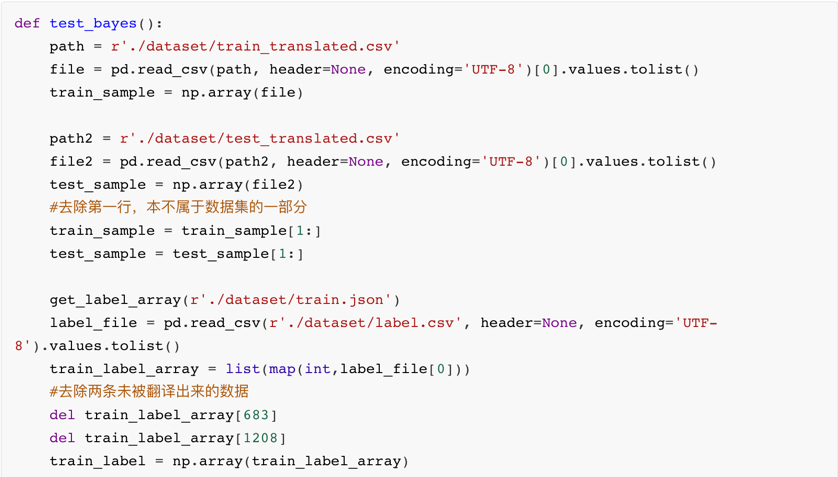 def test_bayes():
    path = r'./dataset/train_translated.csv'
    file = pd.read_csv(path, header=None, encoding='UTF-8')[0].values.tolist()
    train_sample = np.array(file)

    path2 = r'./dataset/test_translated.csv'
    file2 = pd.read_csv(path2, header=None, encoding='UTF-8')[0].values.tolist()
    test_sample = np.array(file2)
    #去除第一行，本不属于数据集的一部分
    train_sample = train_sample[1:]
    test_sample = test_sample[1:]

    get_label_array(r'./dataset/train.json')
    label_file = pd.read_csv(r'./dataset/label.csv', header=None, encoding='UTF-
8').values.tolist()
    train_label_array = list(map(int,label_file[0]))
    #去除两条未被翻译出来的数据
    del train_label_array[683]
    del train_label_array[1208]
    train_label = np.array(train_label_array)